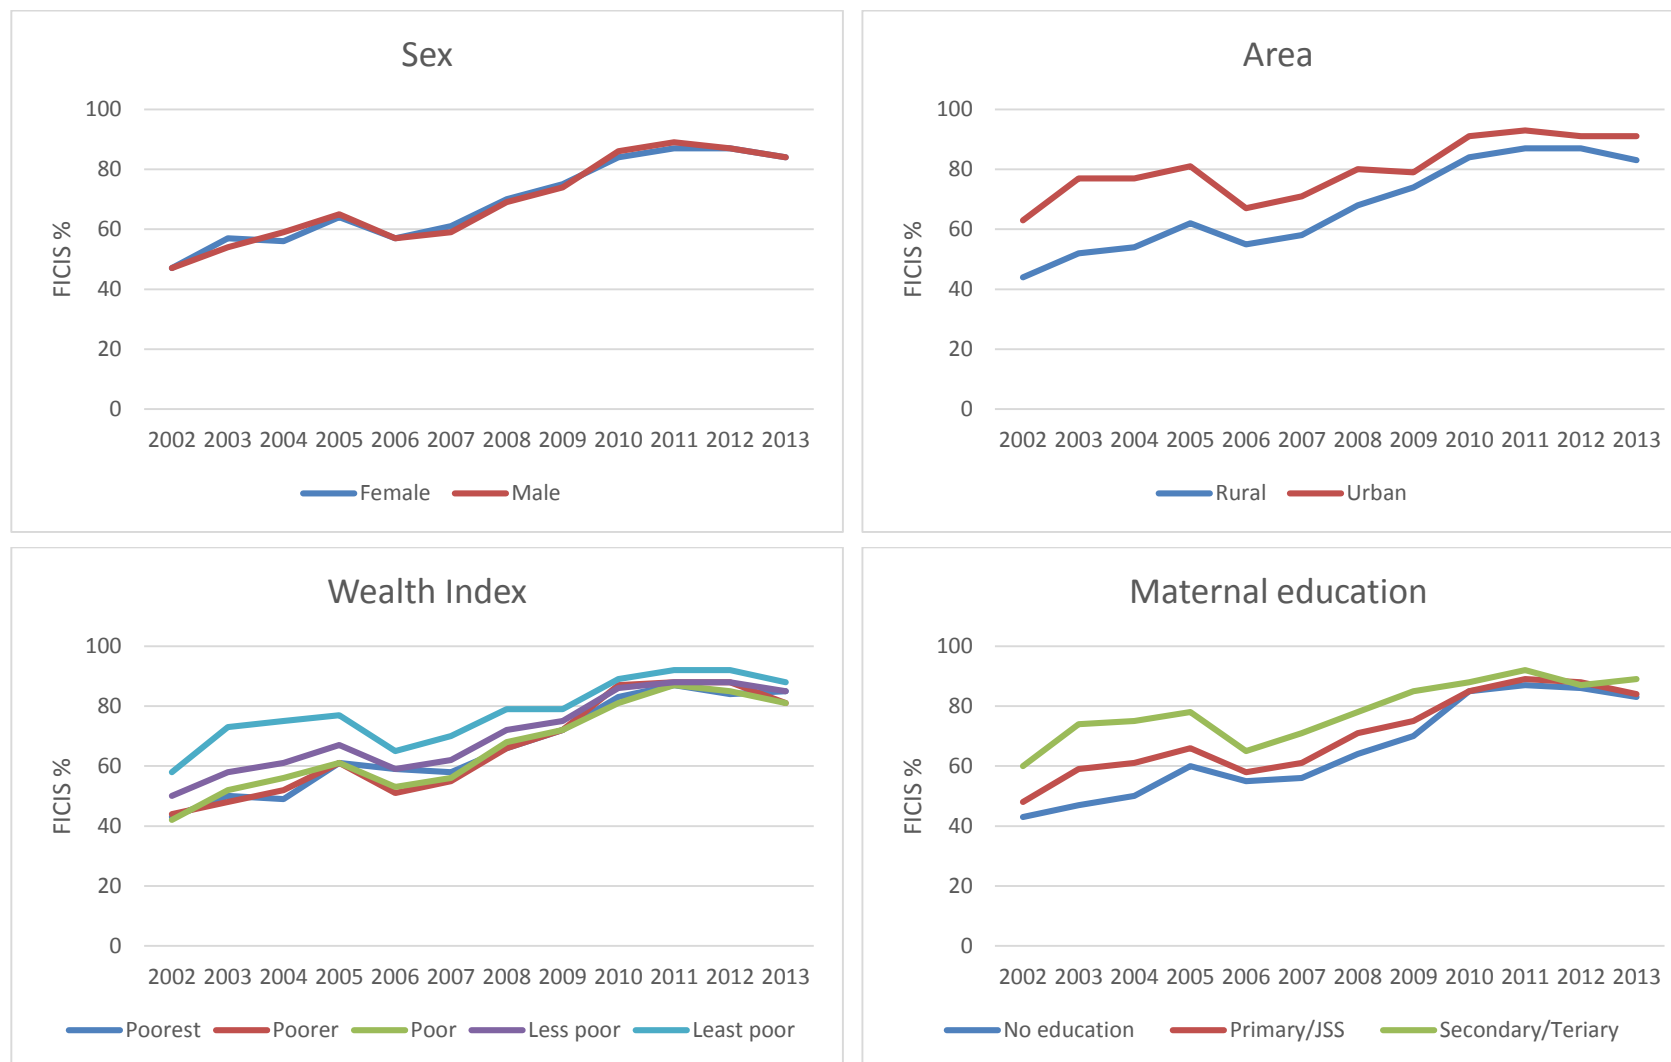 Sex
100
80
60
40
20
0
FICIS %
2002 2003 2004 2005 2006 2007 2008 2009 2010 2011 2012 2013
Female Male
Area
100
80
60
40
20
0
FICIS %
2002 2003 2004 2005 2006 2007 2008 2009 2010 2011 2012 2013
Rural Urban
Wealth Index
100
80
60
40
20
0
FICIS %
2002 2003 2004 2005 2006 2007 2008 2009 2010 2011 2012 2013
Poorest Poorer Poor Less poor Least poor
Maternal education
100
80
60
40
20
0
FICIS %
2002 2003 2004 2005 2006 2007 2008 2009 2010 2011 2012 2013
No education Primary/JSS Secondary/Teriary